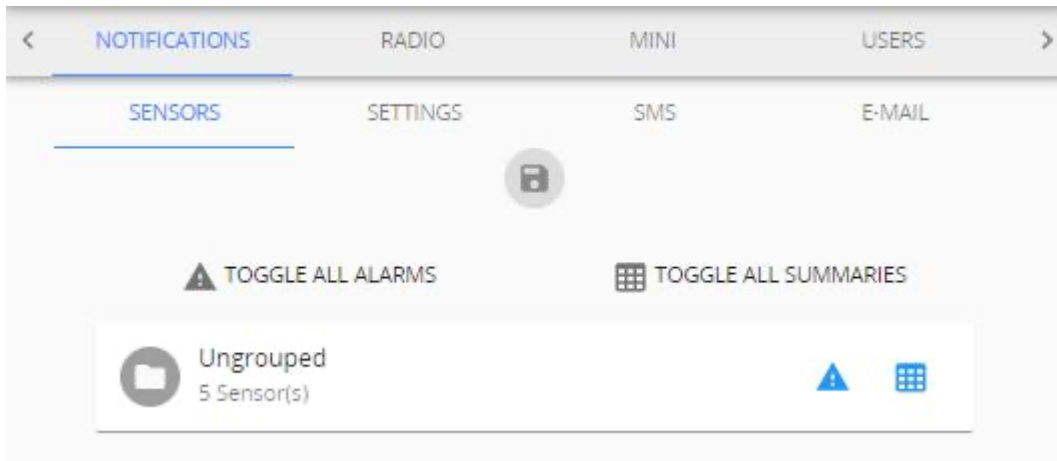 NOTIFICATIONS RADIO MINI USERS
SENSORS SETTINGS SMS E-MAIL
TOGGLE ALL ALARMS TOGGLE ALL SUMMARIES
Ungrouped
5 Sensor(s)